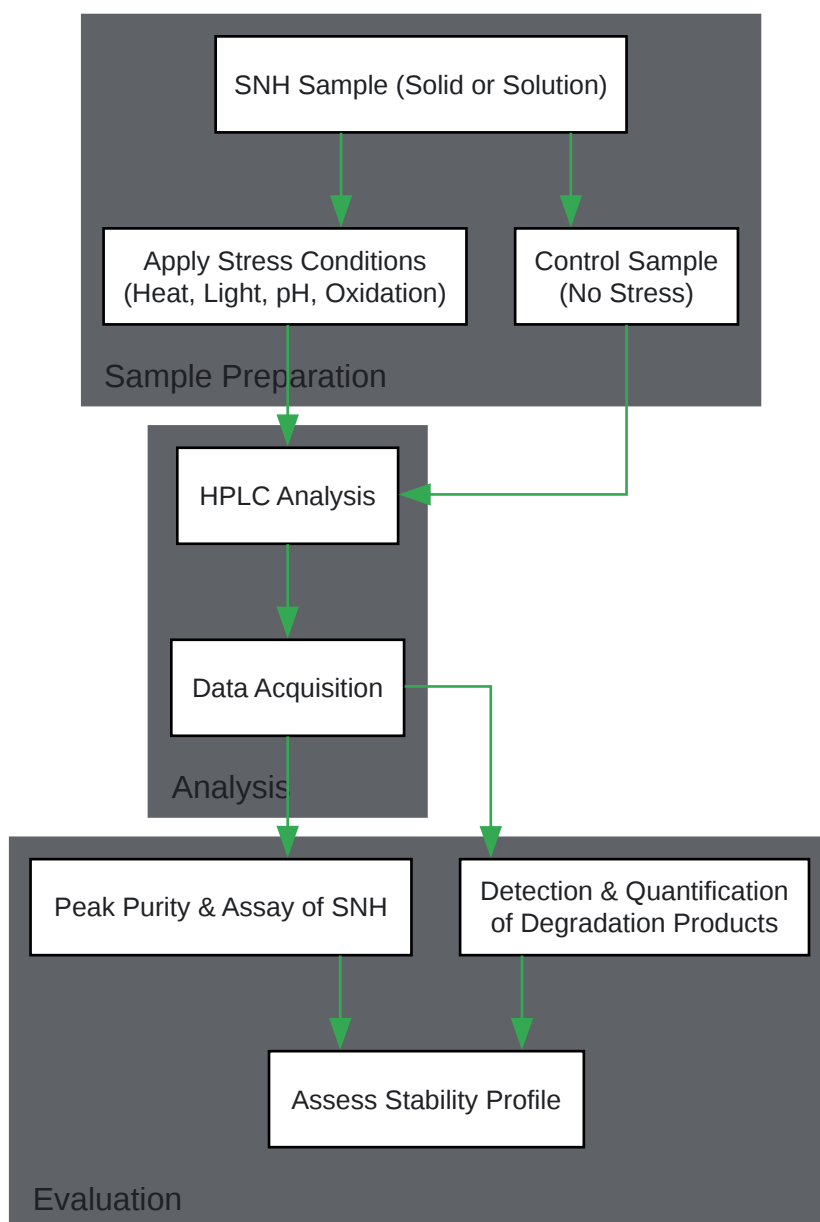 SNH Sample (Solid or Solution)
Apply Stress Conditions
(Heat, Light, pH, Oxidation)
Control Sample
(No Stress)
Sample Preparation
HPLC Analysis
Data Acquisition
Analysis
Peak Purity & Assay of SNH
Detection & Quantification
of Degradation Products
Assess Stability Profile
Evaluation